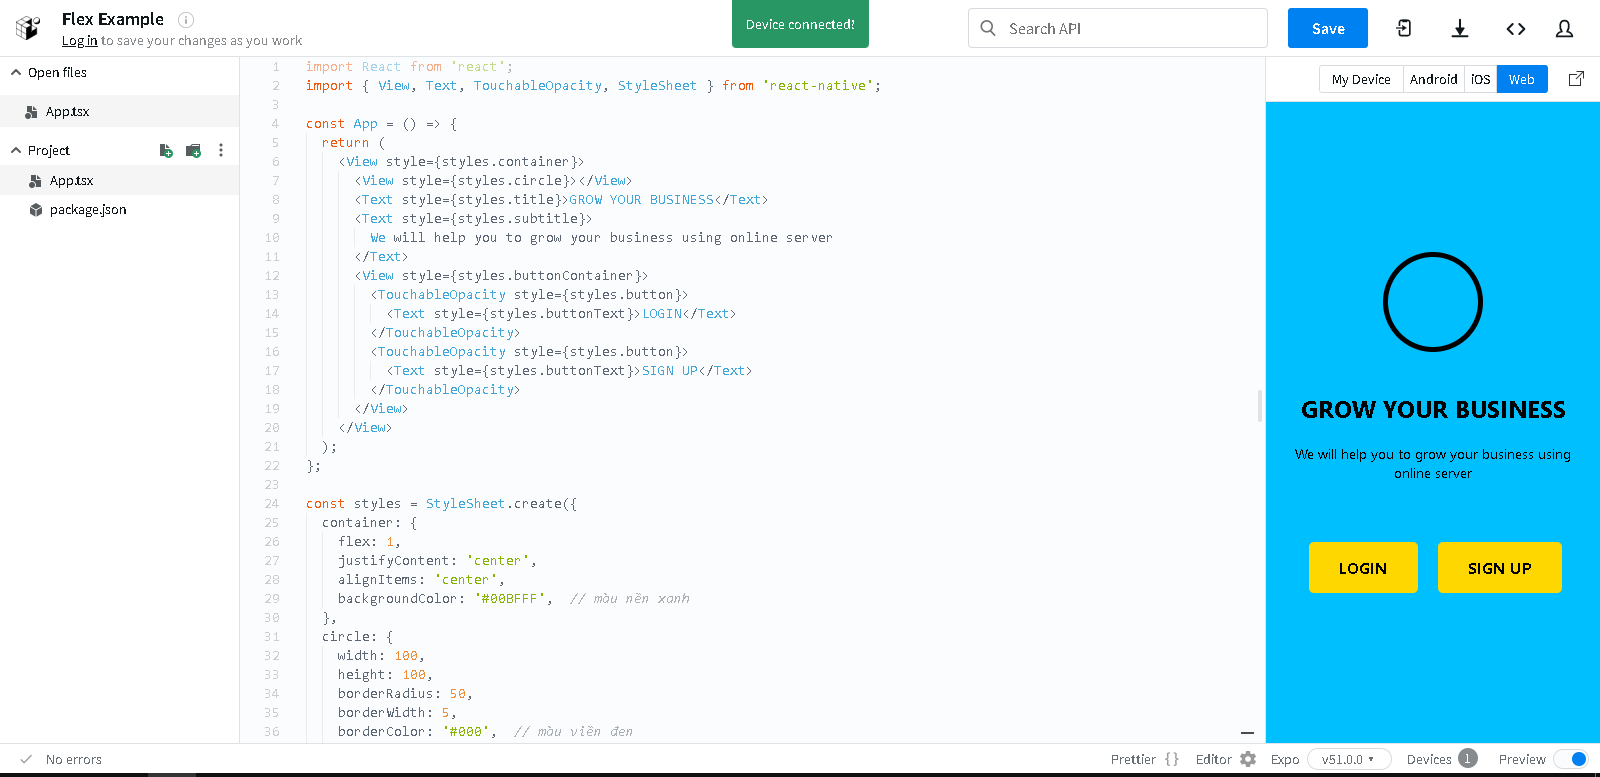 Flex Example
Log in to save your changes as you work
Device connected!
Search API
Save
Open files
App.tsx
Project
App.tsx
package.json
1 import React from 'react';
2 import { View, Text, TouchableOpacity, StyleSheet } from 'react-native';
3
4 const App = () => {
5 return (
6 <View style={styles.container}>
7 <View style={styles.circle}></View>
8 <Text style={styles.title}>GROW YOUR BUSINESS</Text>
9 <Text style={styles.subtitle}>
10 We will help you to grow your business using online server
11 </Text>
12 <View style={styles.buttonContainer}>
13 <TouchableOpacity style={styles.button}>
14 <Text style={styles.buttonText}>LOGIN</Text>
15 </TouchableOpacity>
16 <TouchableOpacity style={styles.button}>
17 <Text style={styles.buttonText}>SIGN UP</Text>
18 </TouchableOpacity>
19 </View>
20 </View>
21 );
22 };
23
24 const styles = StyleSheet.create({
25 container: {
26 flex: 1,
27 justifyContent: 'center',
28 alignItems: 'center',
29 backgroundColor: '#00BFFF', // màu nền xanh
30 },
31 circle: {
32 width: 100,
33 height: 100,
34 borderRadius: 50,
35 borderWidth: 5,
36 borderColor: '#000', // màu viền đen
My Device Android iOS Web
GROW YOUR BUSINESS
We will help you to grow your business using
online server
LOGIN SIGN UP
No errors
Prettier { } Editor Expo v51.0.0 Devices 1 Preview